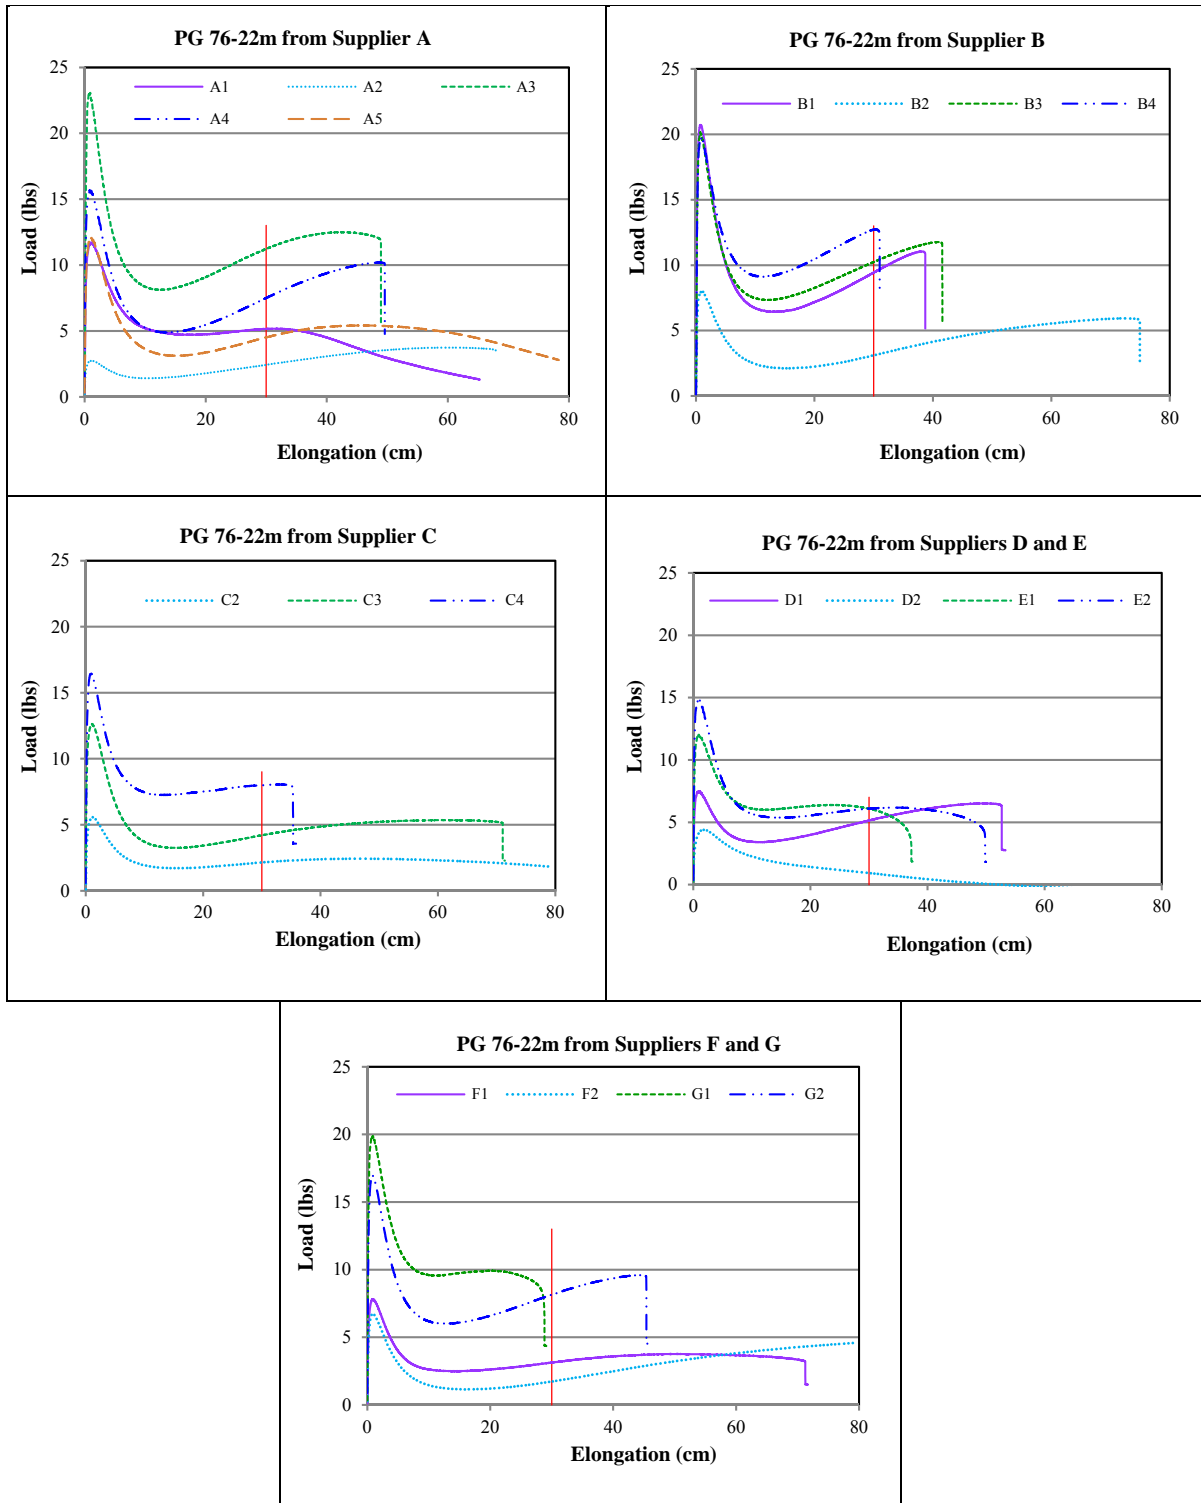 PG 76-22m from Supplier A
25
20
15
10
5
0
0 20 40 60 80
A1 A2 A3
A4 A5
Load (lbs)
Elongation (cm)
PG 76-22m from Supplier B
25
20
15
10
5
0
0 20 40 60 80
B1 B2 B3 B4
Load (lbs)
Elongation (cm)
PG 76-22m from Supplier C
25
20
15
10
5
0
0 20 40 60 80
C2 C3 C4
Load (lbs)
Elongation (cm)
PG 76-22m from Suppliers D and E
25
20
15
10
5
0
0 20 40 60 80
D1 D2 E1 E2
Load (lbs)
Elongation (cm)
PG 76-22m from Suppliers F and G
25
20
15
10
5
0
0 20 40 60 80
F1 F2 G1 G2
Load (lbs)
Elongation (cm)